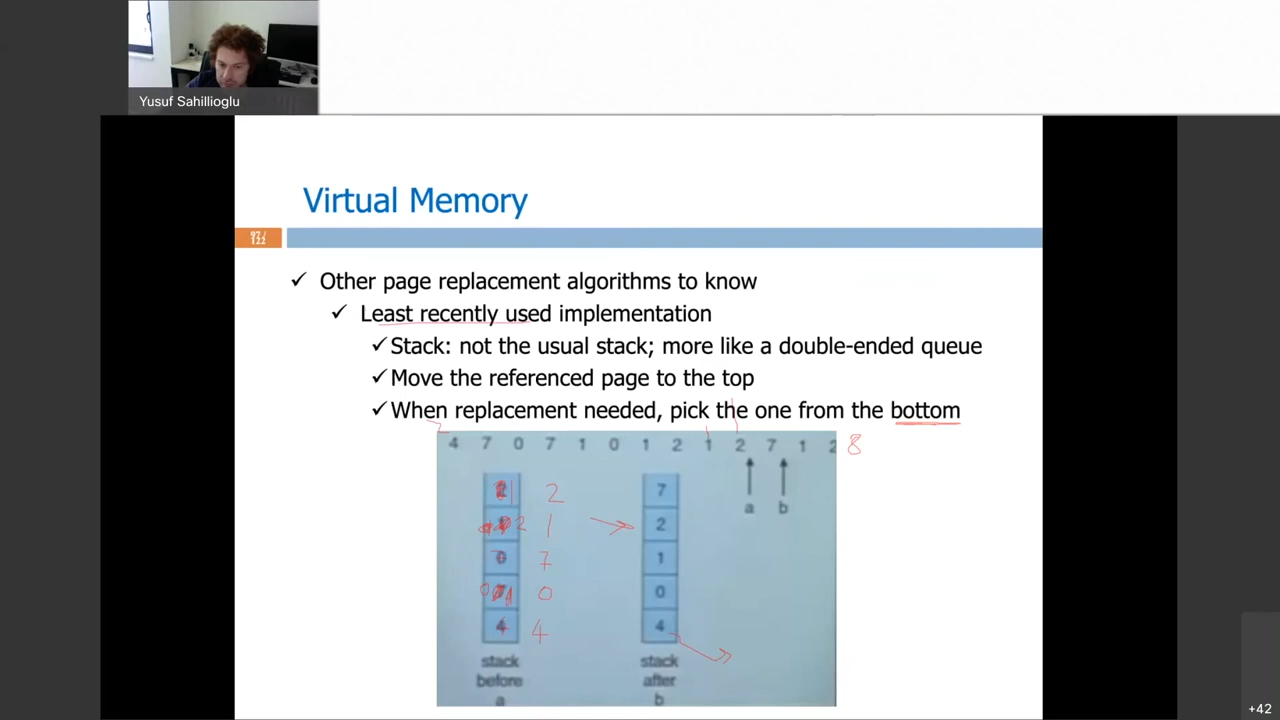 Yusuf Sahillioglu
Virtual Memory
97 / 122
✓ Other page replacement algorithms to know
✓ Least recently used implementation
✓ Stack: not the usual stack; more like a double-ended queue
✓ Move the referenced page to the top
✓ When replacement needed, pick the one from the bottom
4 7 0 7 1 0 1 2 1 2 7 1 2 8
a b
2 7
1 2
7 1
0 0
4 4
stack stack
before after
a b
+42